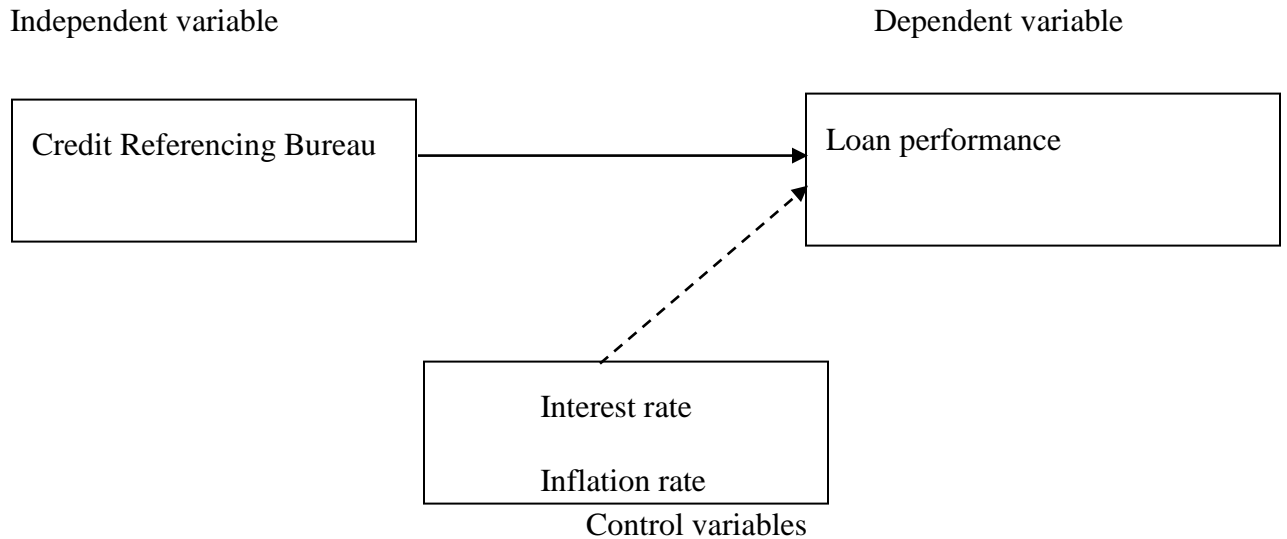 Independent variable
Dependent variable
Credit Referencing Bureau
Loan performance
Interest rate
Inflation rate
Control variables